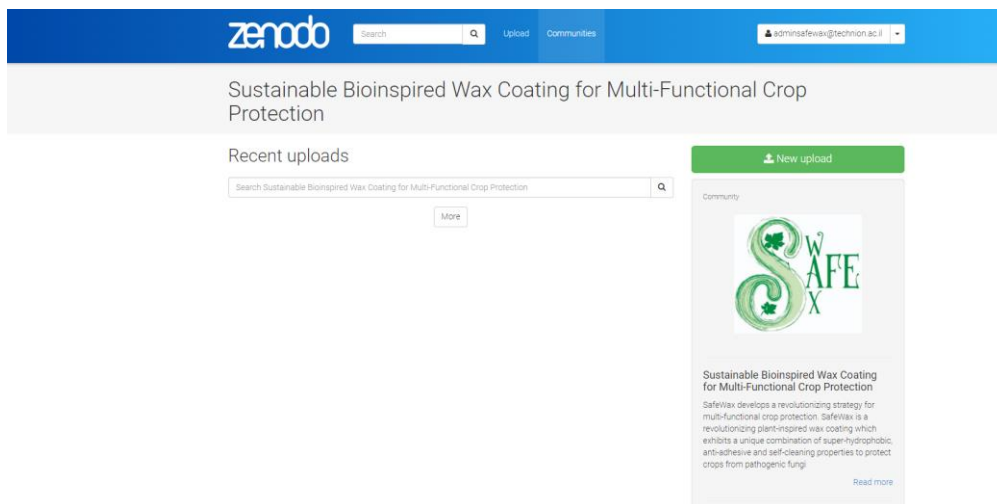 zenodo
Search
Upload
Communities
adminsafewax@technion.ac.il
Sustainable Bioinspired Wax Coating for Multi-Functional Crop
Protection
Recent uploads
New upload
Search Sustainable Bioinspired Wax Coating for Multi-Functional Crop Protection
More
Community
SAFE
WAX
Sustainable Bioinspired Wax Coating
for Multi-Functional Crop Protection
SafeWax develops a revolutionizing strategy for
multi-functional crop protection. SafeWax is a
revolutionizing plant-inspired wax coating which
exhibits a unique combination of super-hydrophobic,
anti-adhesive and self-cleaning properties to protect
crops from pathogenic fungi
Read more